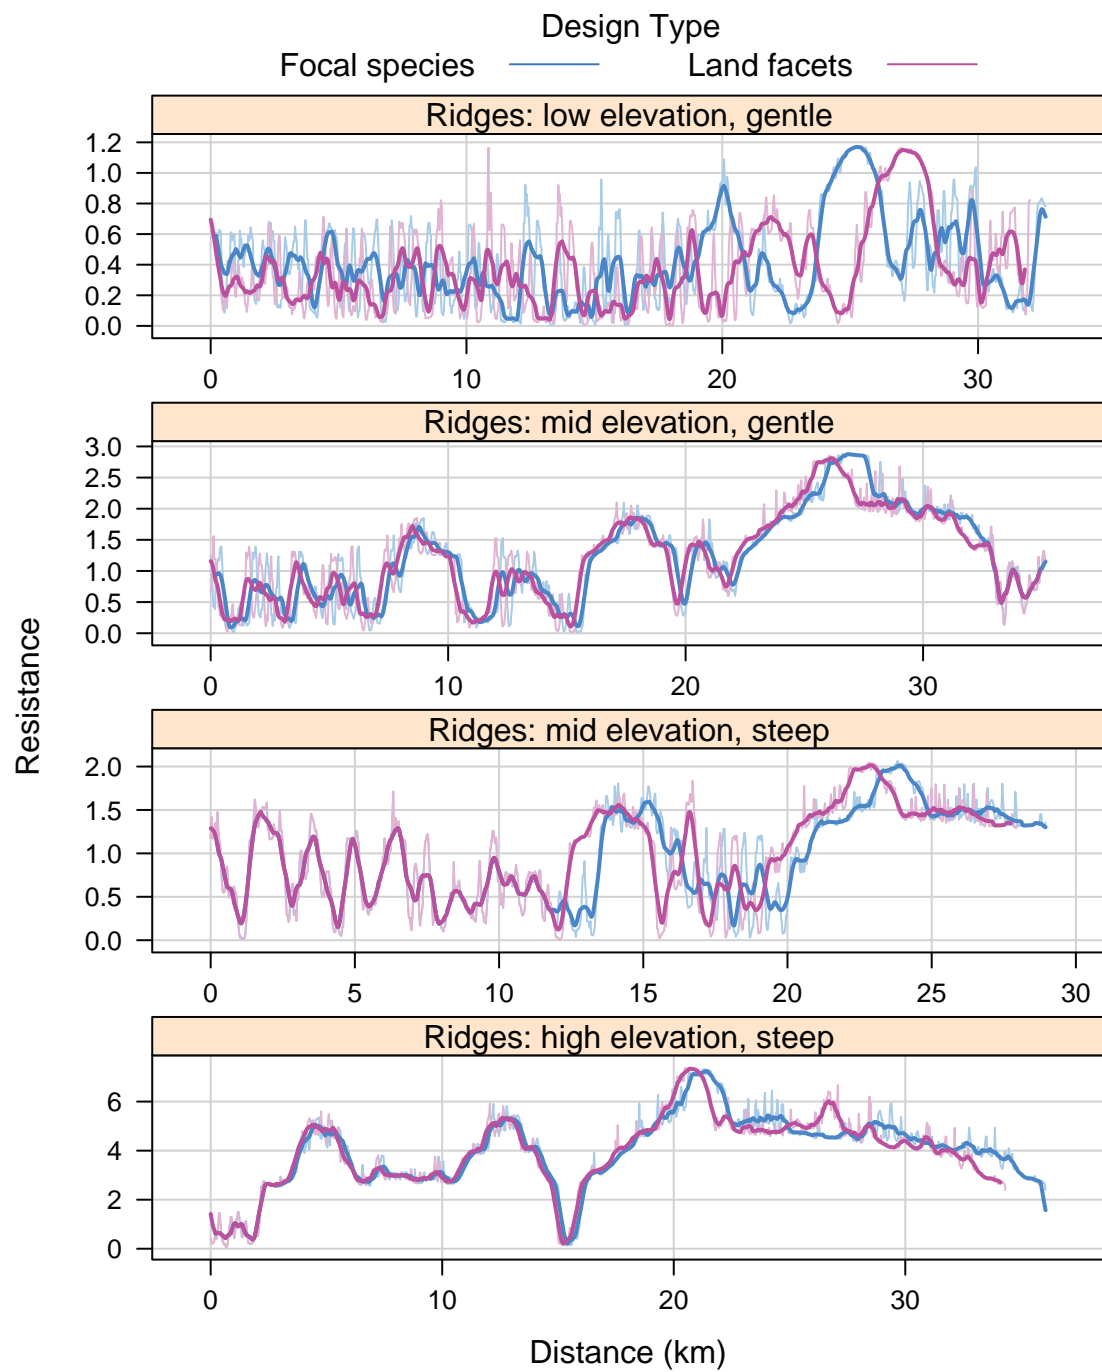 Design Type
Focal species Land facets
Ridges: low elevation, gentle
1.2
1.0
0.8
0.6
0.4
0.2
0.0
0 10 20 30
Ridges: mid elevation, gentle
3.0
2.5
2.0
1.5
1.0
0.5
0.0
0 10 20 30
Resistance
Ridges: mid elevation, steep
2.0
1.5
1.0
0.5
0.0
0 5 10 15 20 25 30
Ridges: high elevation, steep
6
4
2
0
0 10 20 30
Distance (km)